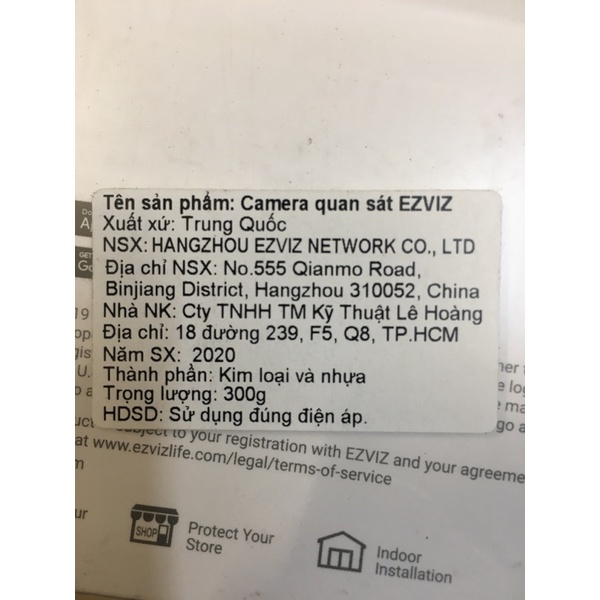 Tên sản phẩm: Camera quan sát EZVIZ
Xuất xứ: Trung Quốc
NSX: HANGZHOU EZVIZ NETWORK CO., LTD
Địa chỉ NSX: No.555 Qianmo Road,
Binjiang District, Hangzhou 310052, China
Nhà NK: Cty TNHH TM Kỹ Thuật Lê Hoàng
Địa chỉ: 18 đường 239, F5, Q8, TP.HCM
Năm SX: 2020
Thành phần: Kim loại và nhựa
Trọng lượng: 300g
HDSD: Sử dụng đúng điện áp.
subject to your registration with EZVIZ and your agreeme
at www.ezvizlife.com/legal/terms-of-service
SHOP
Protect Your
Store
Indoor
Installation